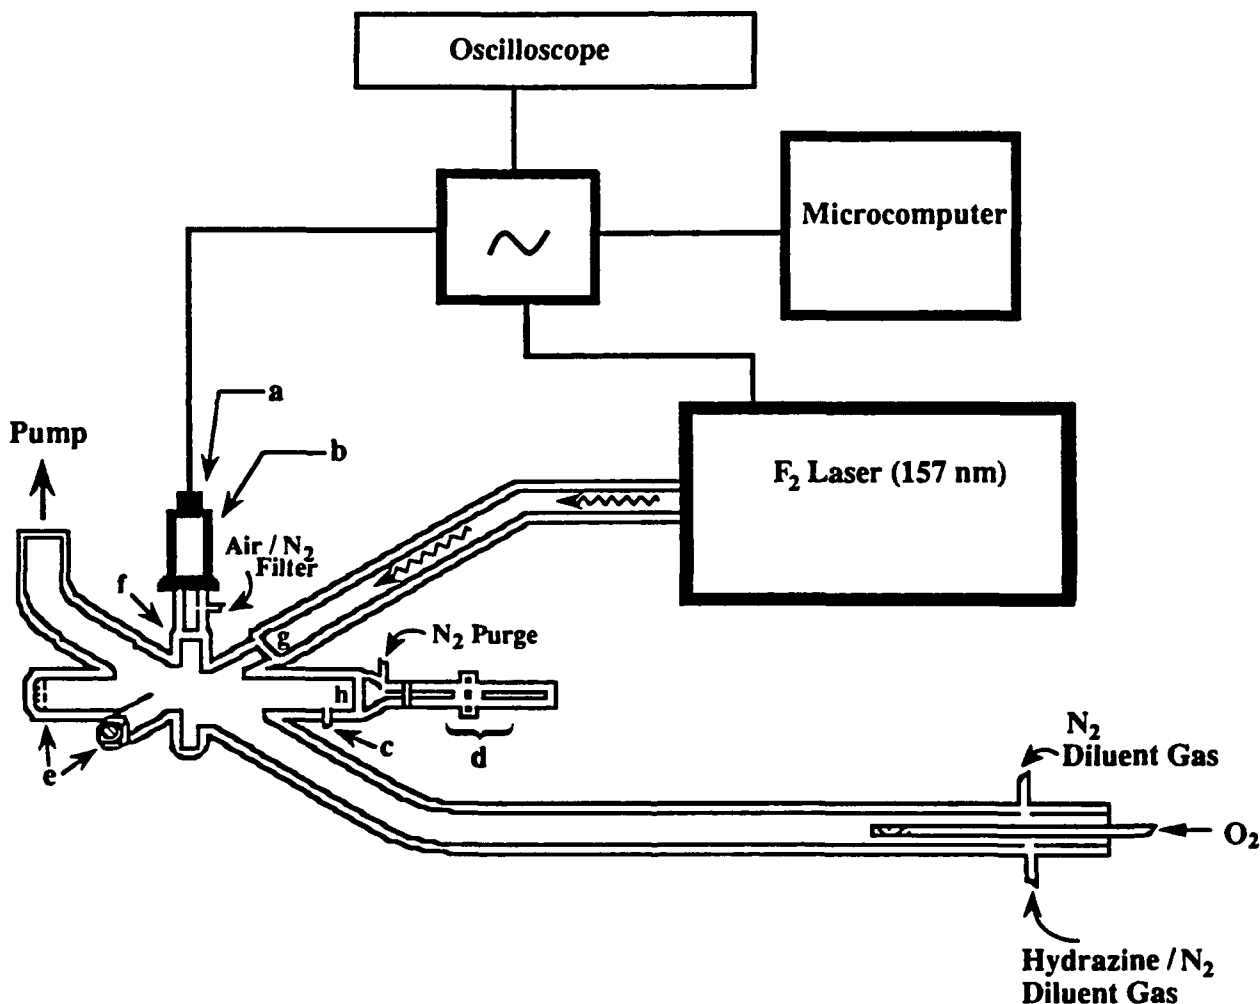 Oscilloscope
Microcomputer
a
Pump
b
F₂ Laser (157 nm)
Air / N₂
Filter
f
g
N₂ Purge
h
e
c
d
N₂
Diluent Gas
O₂
Hydrazine / N₂
Diluent Gas